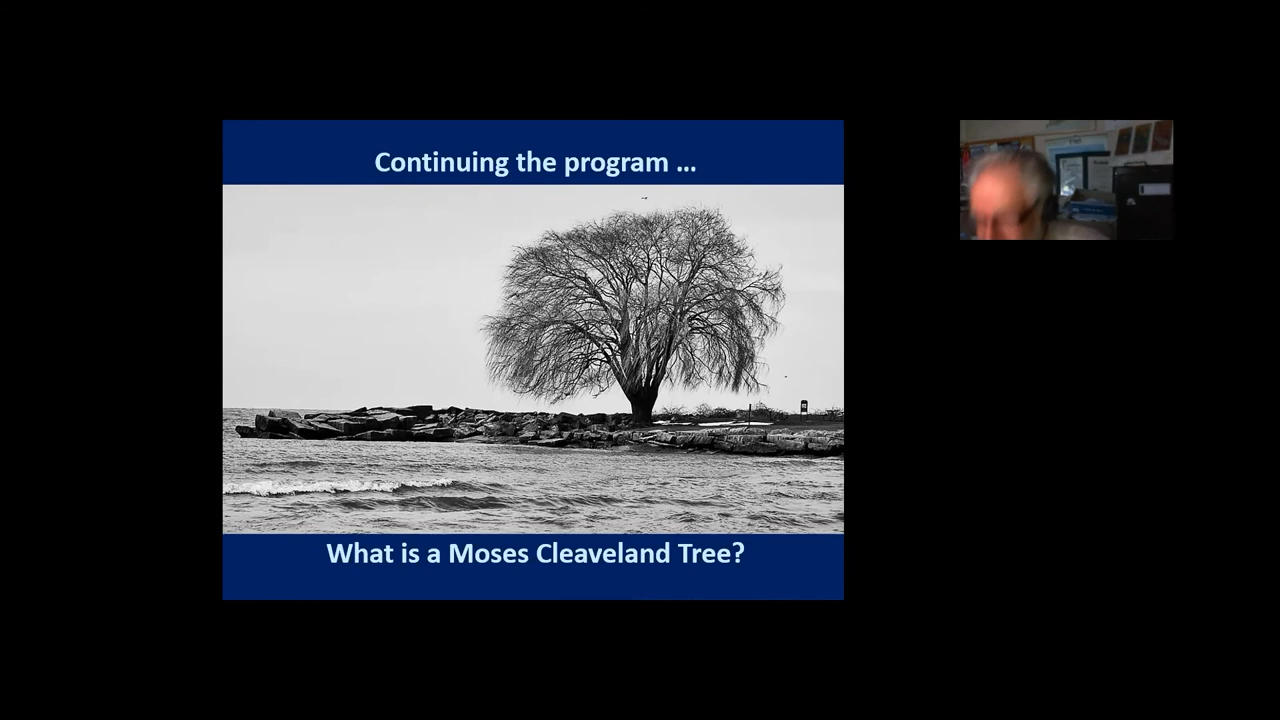 Continuing the program ...
What is a Moses Cleaveland Tree?